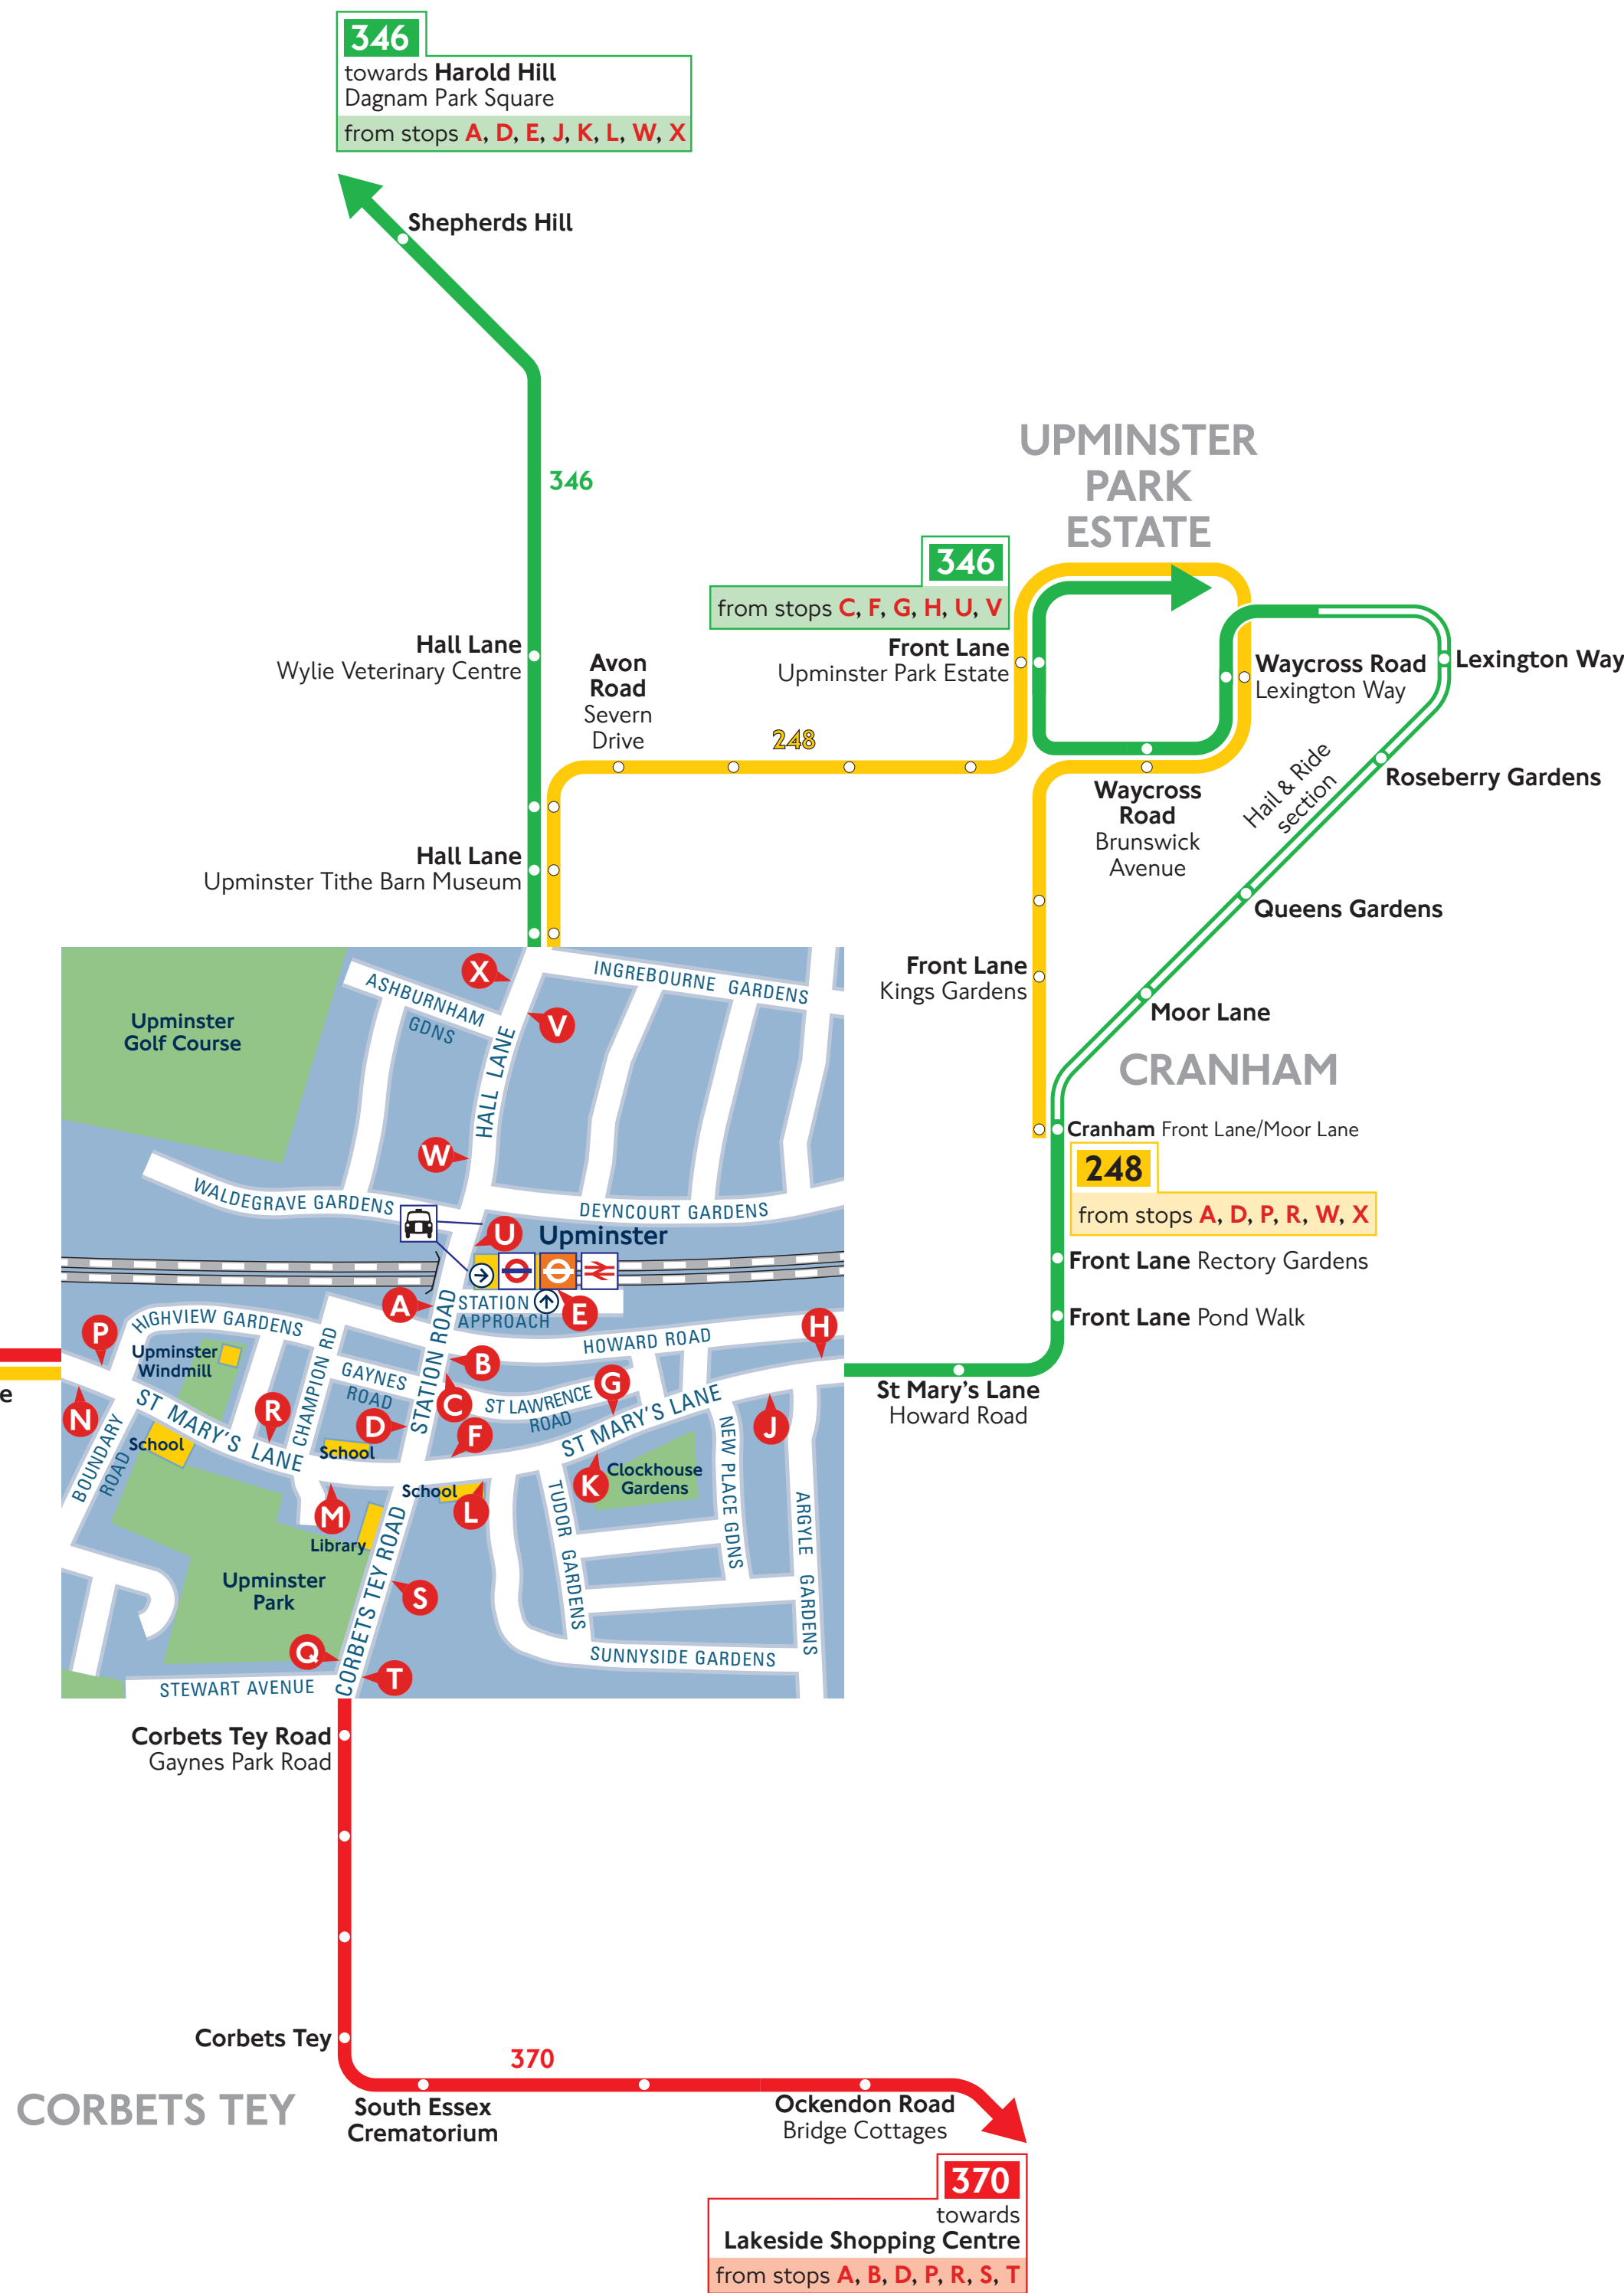 346
towards Harold Hill
Dagnam Park Square
from stops A, D, E, J, K, L, W, X
Shepherds Hill
346
UPMINSTER
PARK
ESTATE
346
from stops C, F, G, H, U, V
Hall Lane
Wylie Veterinary Centre
Avon
Road
Severn
Drive
Front Lane
Upminster Park Estate
Waycross Road
Lexington Way
Lexington Way
248
Hail & Ride
section
Roseberry Gardens
Waycross
Road
Brunswick
Avenue
Hall Lane
Upminster Tithe Barn Museum
Queens Gardens
Front Lane
Kings Gardens
Moor Lane
CRANHAM
Cranham Front Lane/Moor Lane
248
from stops A, D, P, R, W, X
Front Lane Rectory Gardens
Front Lane Pond Walk
St Mary's Lane
Howard Road
X
INGREBOURNE GARDENS
ASHBURNHAM
GDNS
Upminster
Golf Course
V
HALL LANE
W
WALDEGRAVE GARDENS
DEYNCOURT GARDENS
U
Upminster
A
STATION
APPROACH
E
HIGHVIEW GARDENS
P
H
HOWARD ROAD
Upminster
Windmill
CHAMPION RD
STATION ROAD
B
GAYNES
ROAD
C
ST LAWRENCE
ROAD
G
e
N
ST MARY'S LANE
R
D
F
ST MARY'S LANE
J
BOUNDARY
ROAD
School
School
School
K
Clockhouse
Gardens
NEW PLACE GDNS
M
L
TUDOR GARDENS
ARGYLE GARDENS
Library
Upminster
Park
CORBETS TEY ROAD
S
Q
T
SUNNYSIDE GARDENS
STEWART AVENUE
Corbets Tey Road
Gaynes Park Road
Corbets Tey
370
CORBETS TEY
South Essex
Crematorium
Ockendon Road
Bridge Cottages
370
towards
Lakeside Shopping Centre
from stops A, B, D, P, R, S, T